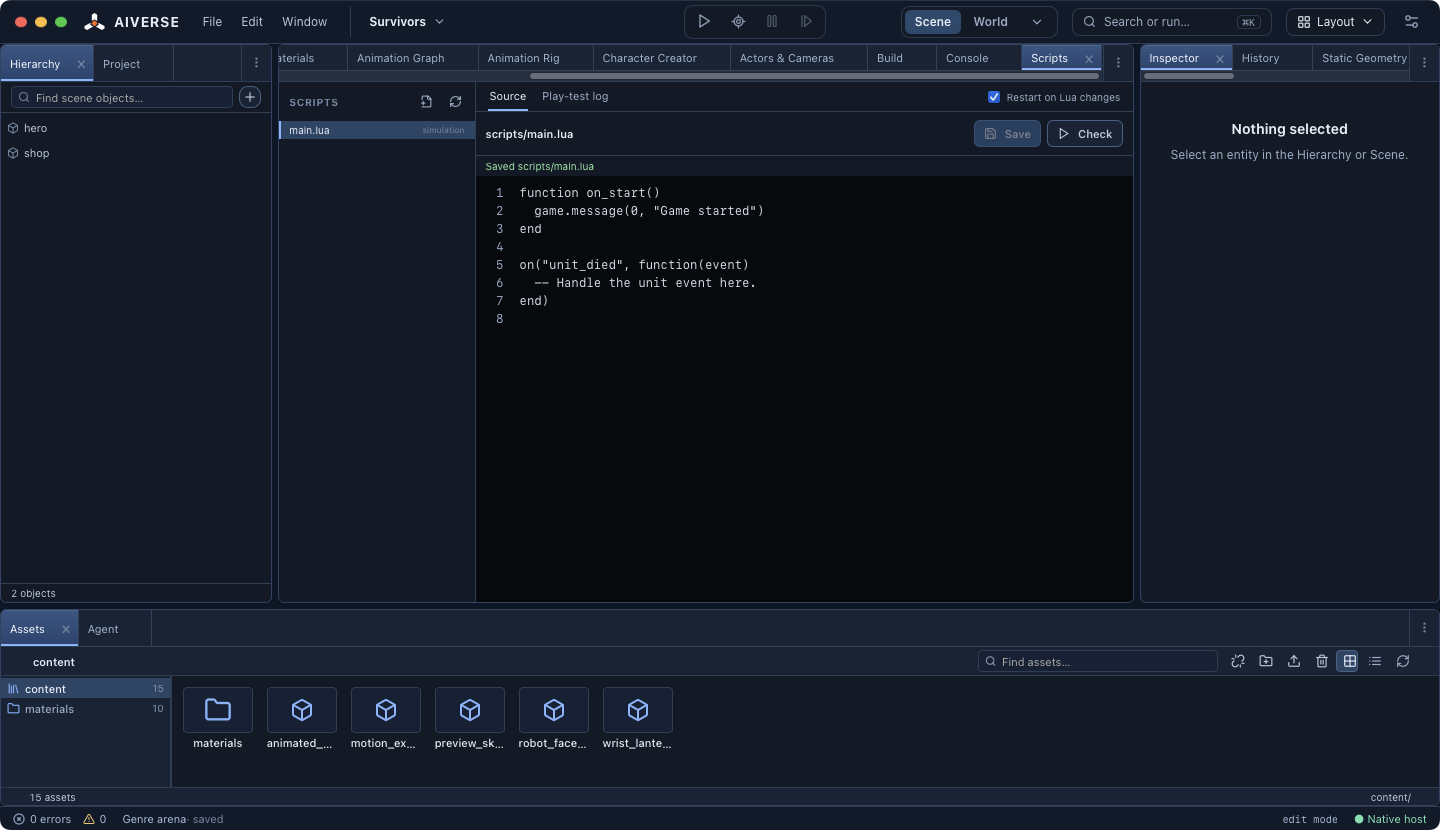 AIVERSE File Edit Window Survivors Scene World Search or run... ⌘K Layout
Hierarchy Project
Find scene objects...
hero
shop
2 objects
aterials Animation Graph Animation Rig Character Creator Actors & Cameras Build Console Scripts
SCRIPTS
main.lua simulation
Source Play-test log Restart on Lua changes
scripts/main.lua Save Check
Saved scripts/main.lua
1 function on_start()
2 game.message(0, "Game started")
3 end
4
5 on("unit_died", function(event)
6 -- Handle the unit event here.
7 end)
8
Inspector History Static Geometry
Nothing selected
Select an entity in the Hierarchy or Scene.
Assets Agent
content Find assets...
content 15
materials 10
materials animated_... motion_ex... preview_sk... robot_face... wrist_lante...
15 assets content/
0 errors 0 Genre arena · saved edit mode Native host